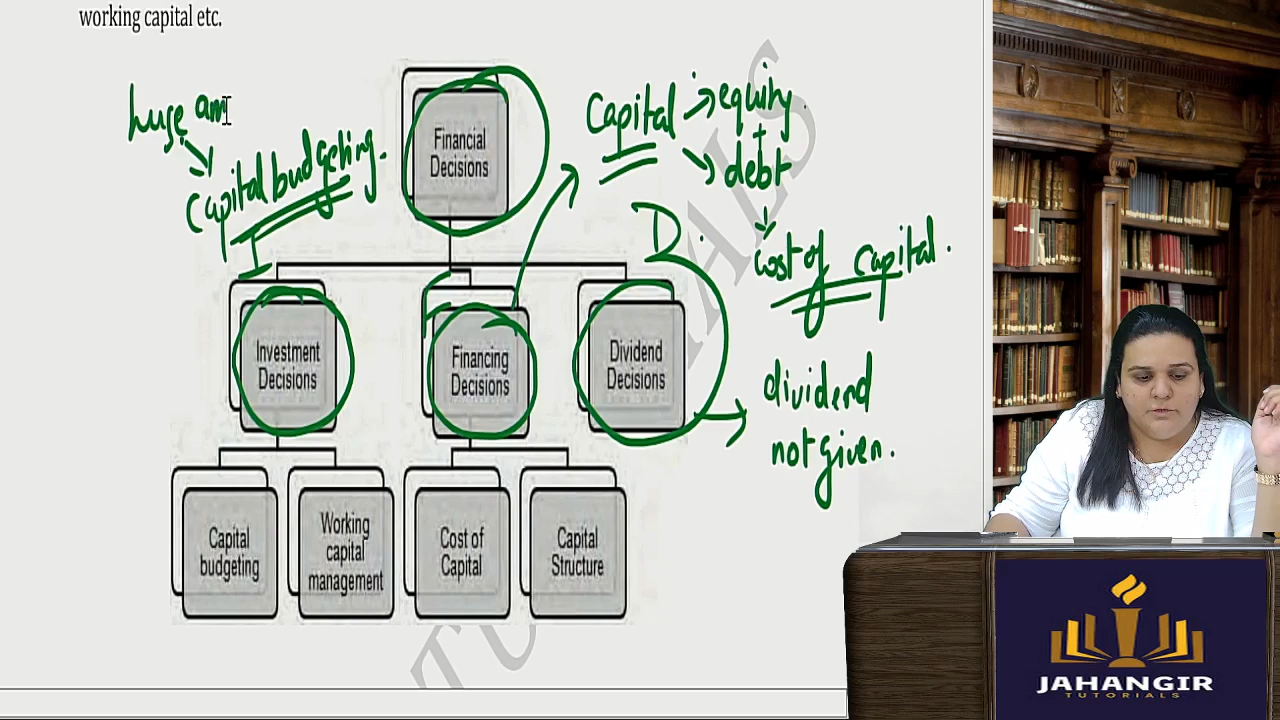 working capital etc.
huge am
Capital budgeting.
Financial
Decisions
Capital → equity.
+
→ debt
cost of capital.
I
D.
Investment
Decisions
Financing
Decisions
Dividend
Decisions
dividend
not given.
Capital
budgeting
Working
capital
management
Cost of
Capital
Capital
Structure
JAHANGIR
TUTORIALS